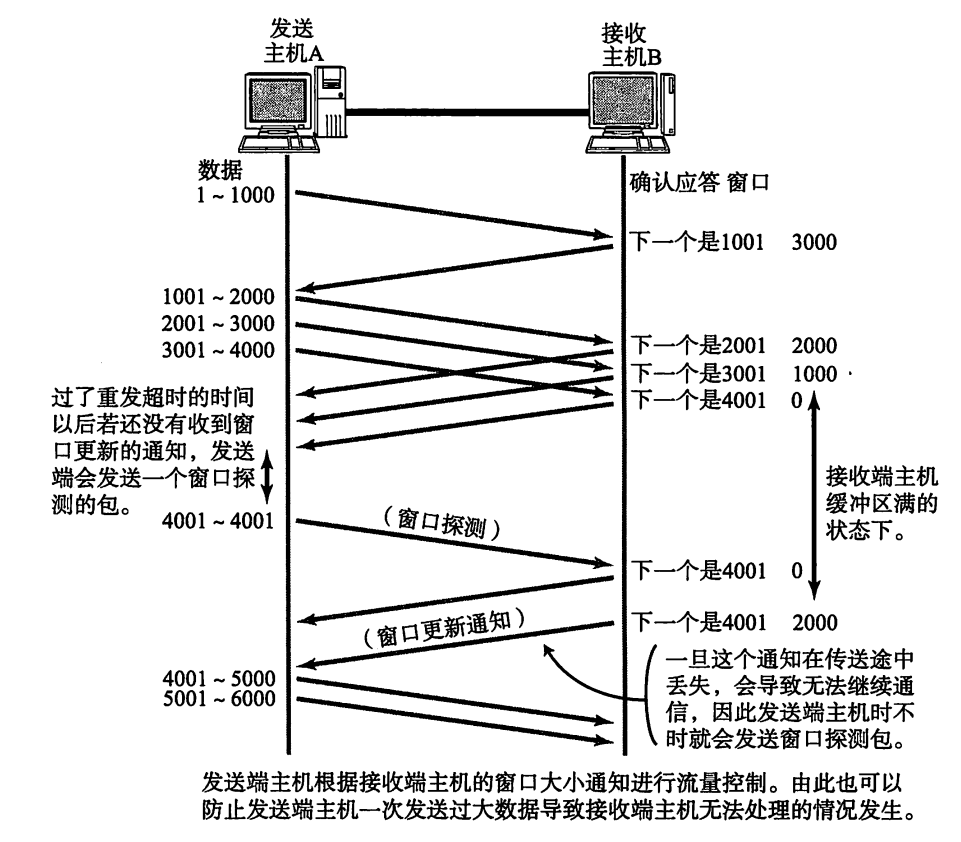 发送
主机A
接收
主机B
数据
确认应答 窗口
1 ~ 1000
下一个是1001 3000
1001 ~ 2000
2001 ~ 3000
3001 ~ 4000
下一个是2001 2000
下一个是3001 1000
下一个是4001 0
过了重发超时的时间
以后若还没有收到窗
口更新的通知，发送
端会发送一个窗口探
测的包。
接收端主机
缓冲区满的
状态下。
4001 ~ 4001
（窗口探测）
下一个是4001 0
（窗口更新通知）
下一个是4001 2000
一旦这个通知在传送途中
丢失，会导致无法继续通
信，因此发送端主机时不
时就会发送窗口探测包。
4001 ~ 5000
5001 ~ 6000
发送端主机根据接收端主机的窗口大小通知进行流量控制。由此也可以
防止发送端主机一次发送过大数据导致接收端主机无法处理的情况发生。